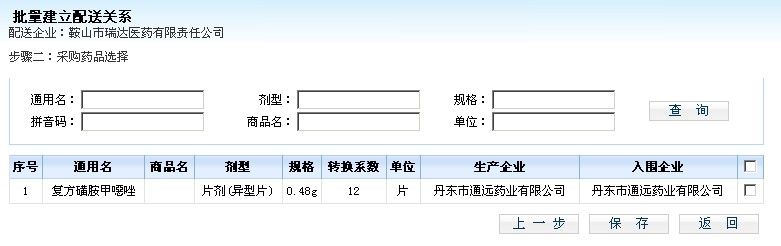 批量建立配送关系
配送企业：鞍山市瑞达医药有限责任公司
步骤二：采购药品选择
通用名： 剂型： 规格：
拼音码： 商品名： 单位： 查 询
序号 通用名 商品名 剂型 规格 转换系数 单位 生产企业 入围企业
1 复方磺胺甲噁唑 片剂(异型片) 0.48g 12 片 丹东市通远药业有限公司 丹东市通远药业有限公司
上 一 步 保 存 返 回